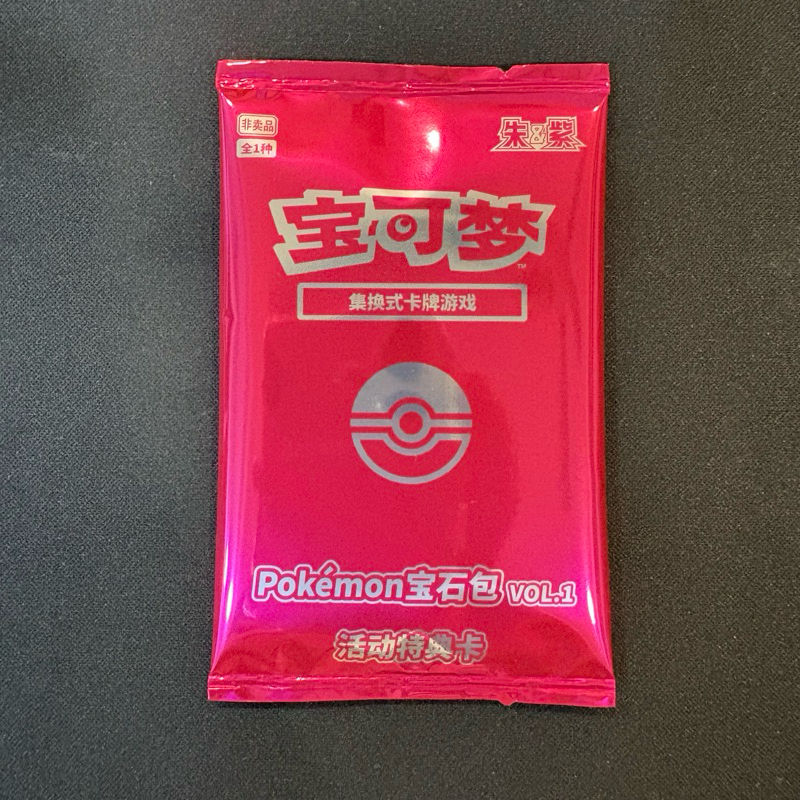 非卖品
全1种
朱&紫
宝可梦
TM
集换式卡牌游戏
Pokémon宝石包 VOL.1
活动特典卡